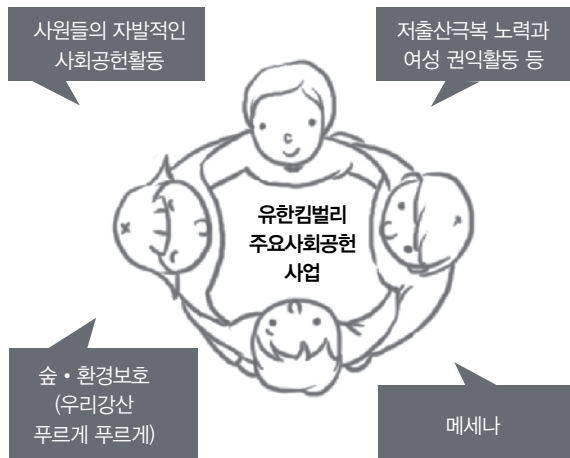 사원들의 자발적인
사회공헌활동
저출산극복 노력과
여성 권익활동 등
유한킴벌리
주요사회공헌
사업
숲 • 환경보호
(우리강산
푸르게 푸르게)
메세나